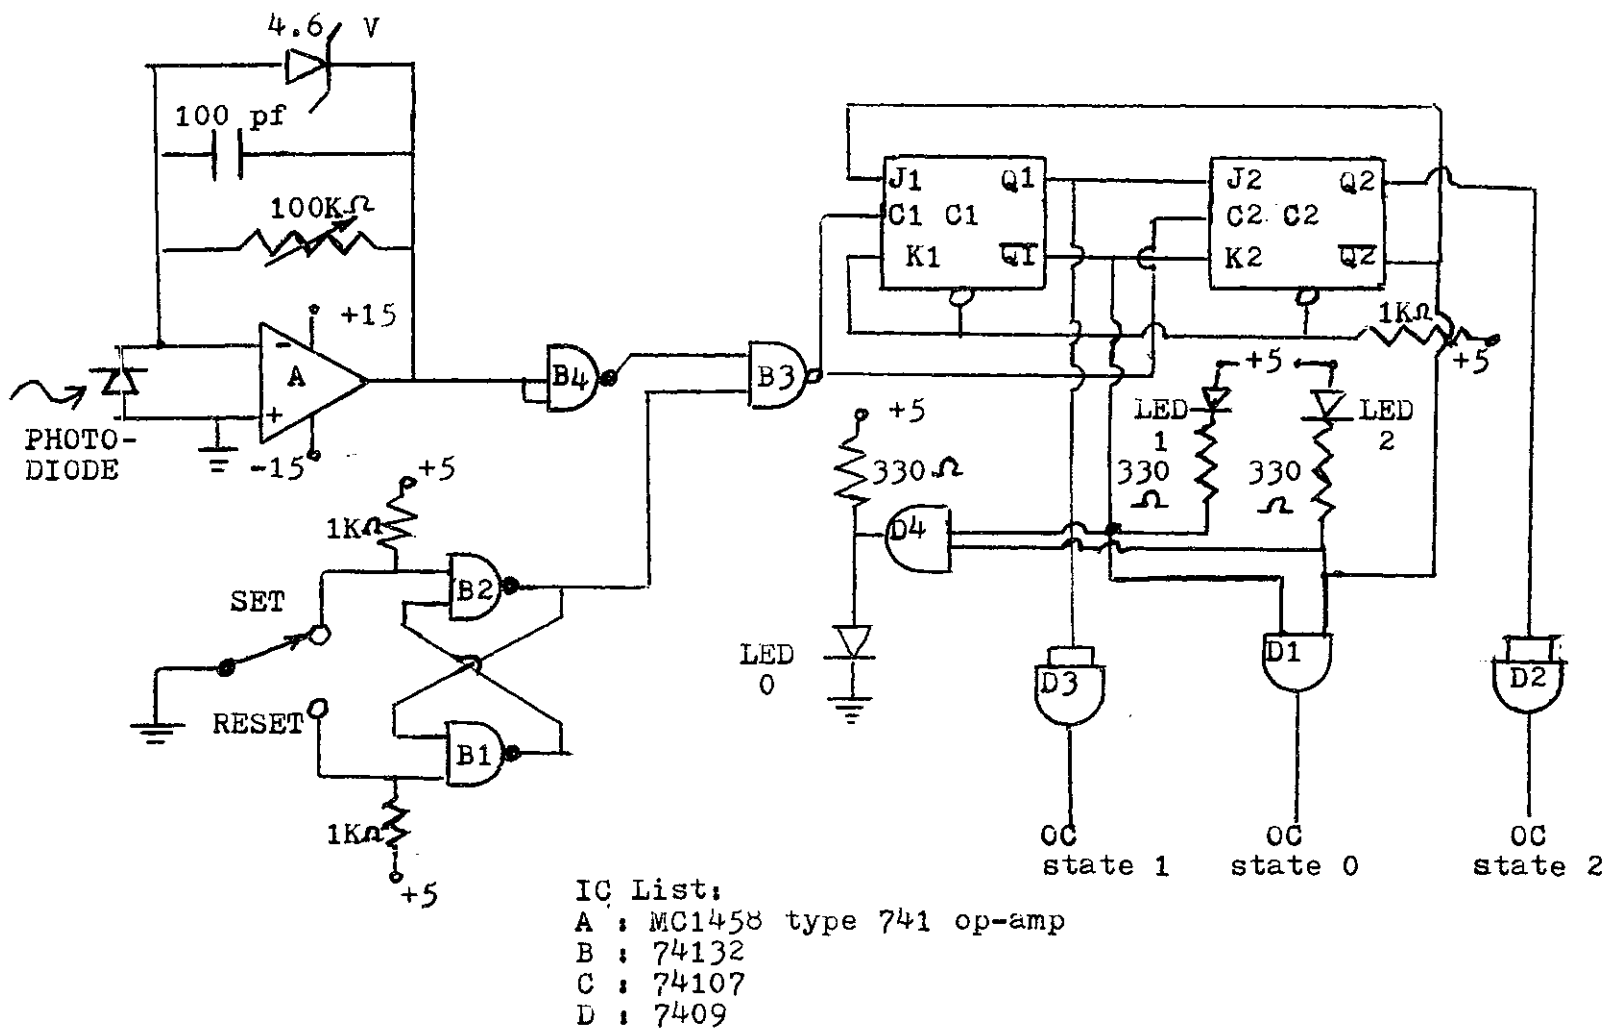 4.6 V
100 pf
100KΩ
+15
-
A
+
-15
PHOTO-
DIODE
+5
1KΩ
SET
RESET
B2
B1
1KΩ
+5
B4
B3
J1 Q1
C1 C1
K1 Q1
J2 Q2
C2 C2
K2 Q2
1KΩ
+5
+5
LED
1
330
Ω
LED
2
330
Ω
+5
330 Ω
D4
LED
0
D3
D1
D2
OC
state 1
OC
state 0
OC
state 2
IC List:
A : MC1458 type 741 op-amp
B : 74132
C : 74107
D : 7409